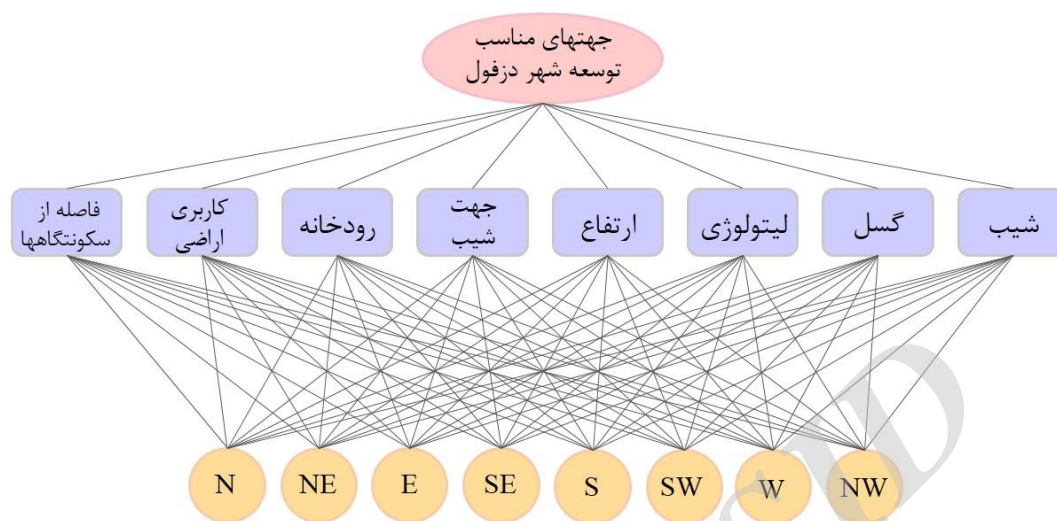 جهتهای مناسب
توسعه شهر دزفول
شیب
گسل
لیتولوژی
ارتفاع
جهت
شیب
رودخانه
کاربری
اراضی
فاصله از
سکونتگاهها
N
NE
E
SE
S
SW
W
NW